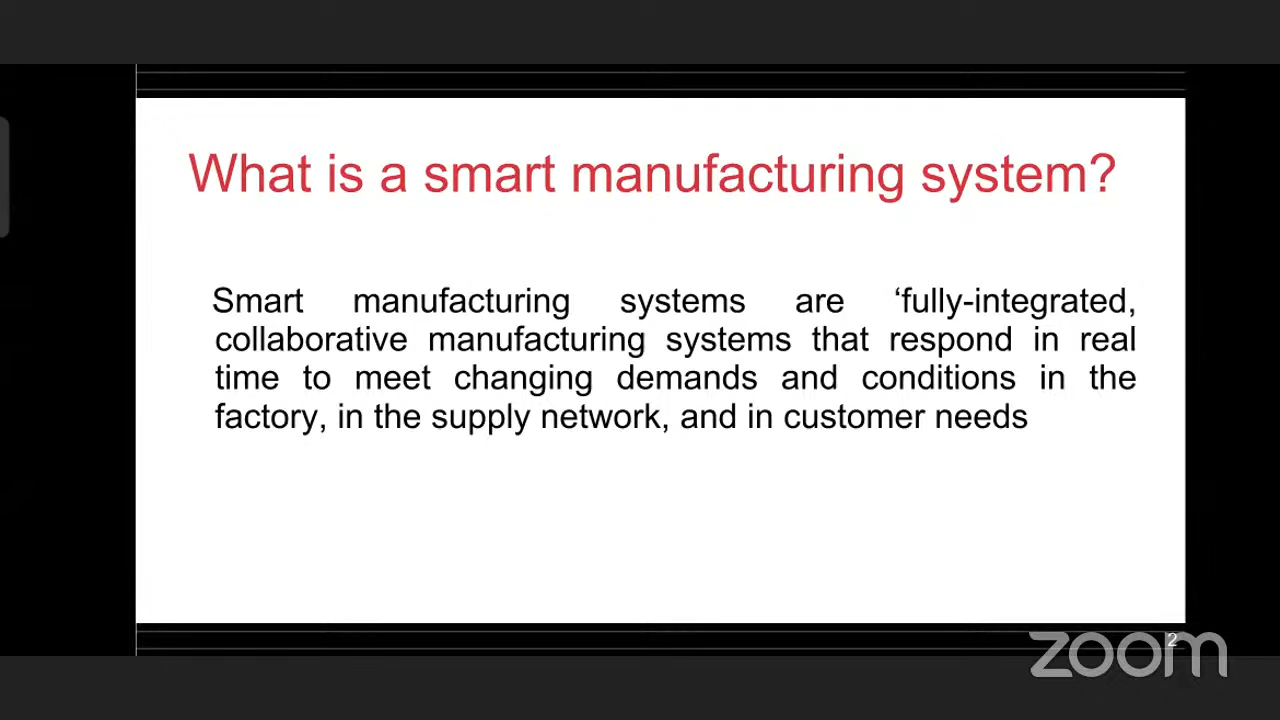 What is a smart manufacturing system?
Smart manufacturing systems are ‘fully-integrated,
collaborative manufacturing systems that respond in real
time to meet changing demands and conditions in the
factory, in the supply network, and in customer needs
2
zoom